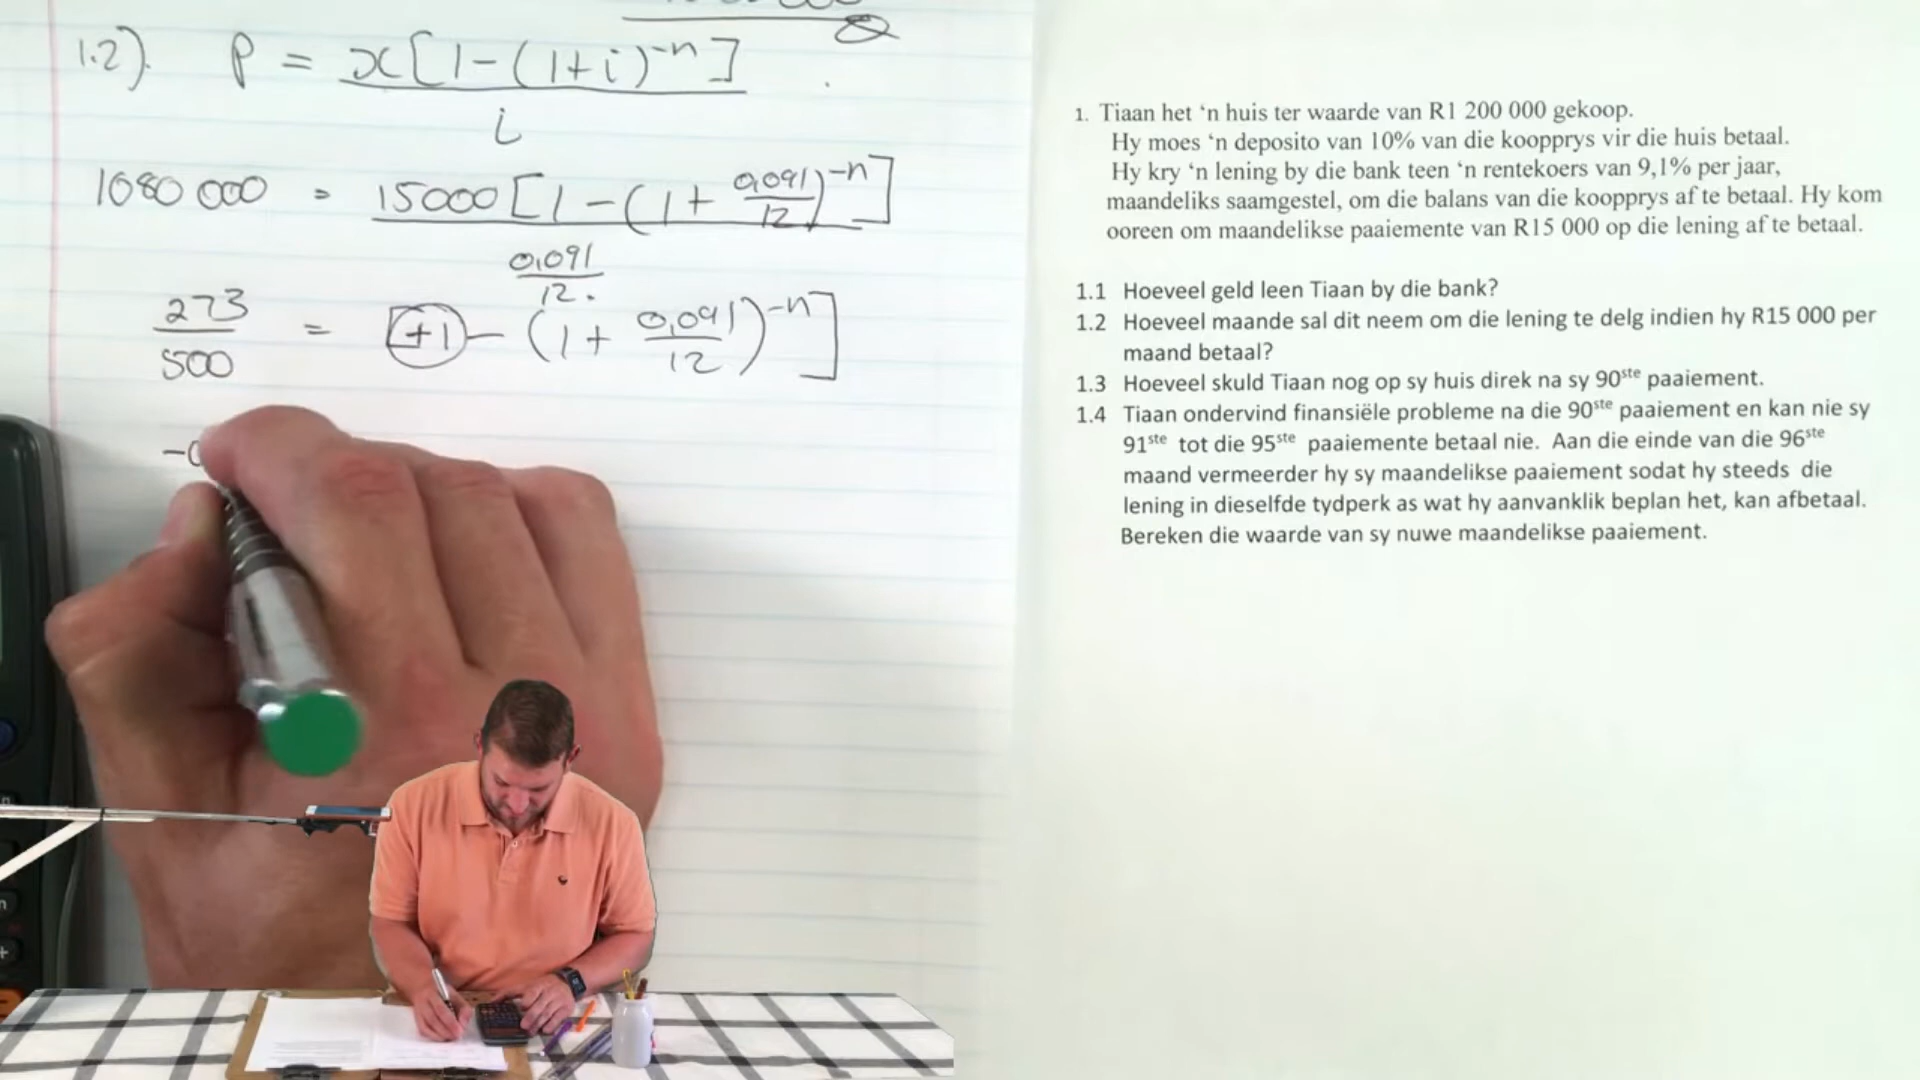 1.2). P = x[1-(1+i)^-n]
i
1080 000 = 15000[1-(1+ 0,091/12)^-n]
0,091
12.
273/500 = [+1-(1+ 0,091/12)^-n]
-0
1. Tiaan het ‘n huis ter waarde van R1 200 000 gekoop.
Hy moes ‘n deposito van 10% van die koopprys vir die huis betaal.
Hy kry ‘n lening by die bank teen ‘n rentekoers van 9,1% per jaar,
maandeliks saamgestel, om die balans van die koopprys af te betaal. Hy kom
ooreen om maandelikse paaiemente van R15 000 op die lening af te betaal.
1.1 Hoeveel geld leen Tiaan by die bank?
1.2 Hoeveel maande sal dit neem om die lening te delg indien hy R15 000 per
maand betaal?
1.3 Hoeveel skuld Tiaan nog op sy huis direk na sy 90ste paaiement.
1.4 Tiaan ondervind finansiële probleme na die 90ste paaiement en kan nie sy
91ste tot die 95ste paaiemente betaal nie. Aan die einde van die 96ste
maand vermeerder hy sy maandelikse paaiement sodat hy steeds die
lening in dieselfde tydperk as wat hy aanvanklik beplan het, kan afbetaal.
Bereken die waarde van sy nuwe maandelikse paaiement.